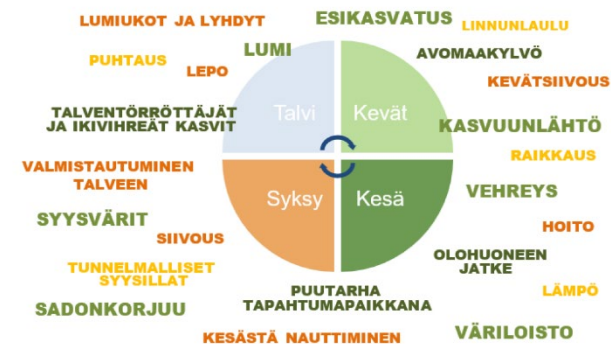 LUMIUKOT JA LYHDYT
ESIKASVATUS
LINNUNLAULU
PUHTAUS
LUMI
AVOMAAKYLVÖ
LEPO
KEVÄTSIIVOUS
TALVENTÖRRÖTTÄJÄT
JA IKIVIHREÄT KASVIT
Talvi
Kevät
KASVUUNLÄHTÖ
RAIKKAUS
VALMISTAUTUMINEN
TALVEEN
Syksy
Kesä
VEHREYS
SYYSVÄRIT
SIIVOUS
HOITO
TUNNELMALLISET
SYYSILLAT
OLOHUONEEN
JATKE
LÄMPÖ
SADONKORJUU
PUUTARHA
TAPAHTUMAPAIKKANA
KESÄSTÄ NAUTTIMINEN
VÄRILOISTO